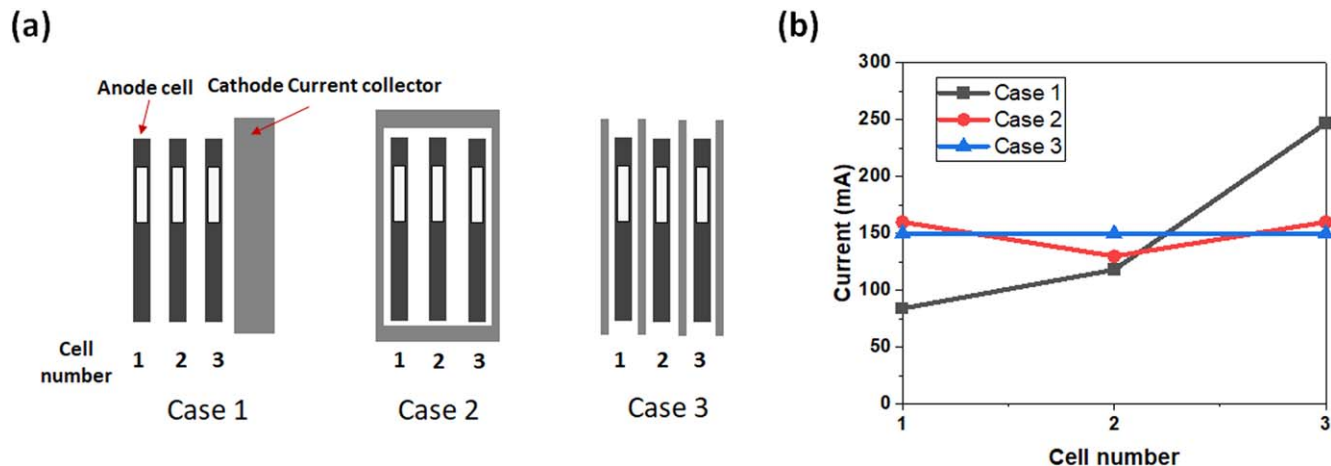 (a)
Anode cell
Cathode Current collector
Cell
number
1 2 3
1 2 3
1 2 3
Case 1
Case 2
Case 3
(b)
300
250
200
150
100
50
0
Current (mA)
Case 1
Case 2
Case 3
1 2 3
Cell number